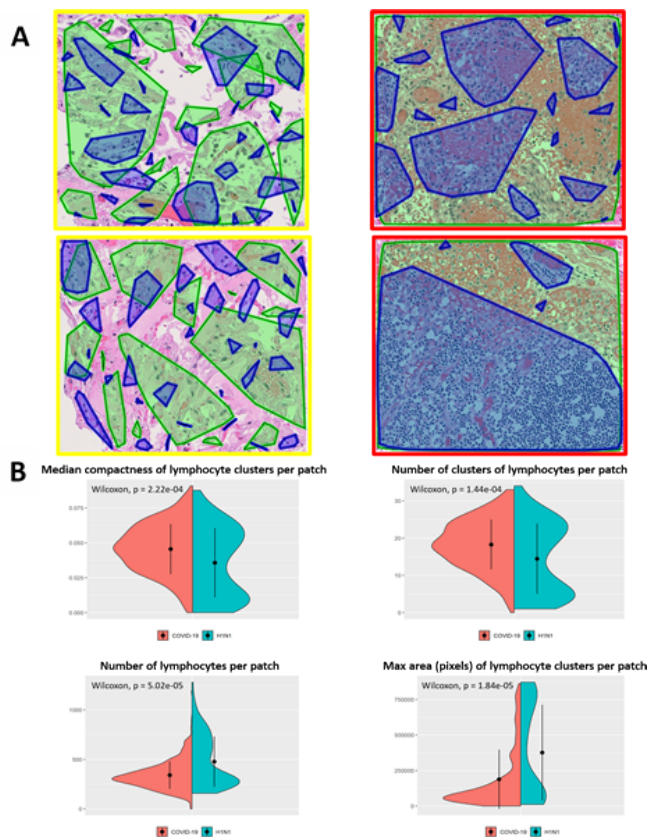 A
B
Median compactness of lymphocyte clusters per patch
Wilcoxon, p = 2.22e-04
0.075
0.050
0.025
0.000
COVID-19 H1N1
Number of clusters of lymphocytes per patch
Wilcoxon, p = 1.44e-04
30
20
10
0
COVID-19 H1N1
Number of lymphocytes per patch
Wilcoxon, p = 5.02e-05
1000
500
0
COVID-19 H1N1
Max area (pixels) of lymphocyte clusters per patch
Wilcoxon, p = 1.84e-05
750000
500000
250000
0
COVID-19 H1N1